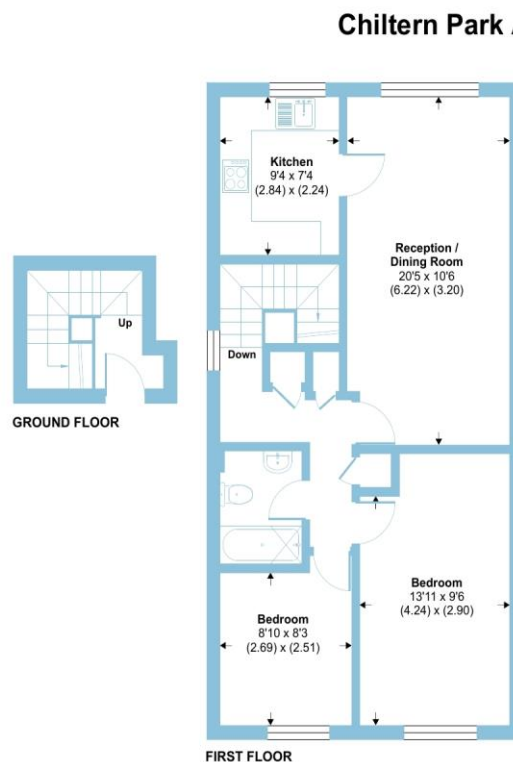 Chiltern Park
Kitchen
9'4 x 7'4
(2.84) x (2.24)
Reception /
Dining Room
20'5 x 10'6
(6.22) x (3.20)
Up
Down
GROUND FLOOR
Bedroom
13'11 x 9'6
(4.24) x (2.90)
Bedroom
8'10 x 8'3
(2.69) x (2.51)
FIRST FLOOR